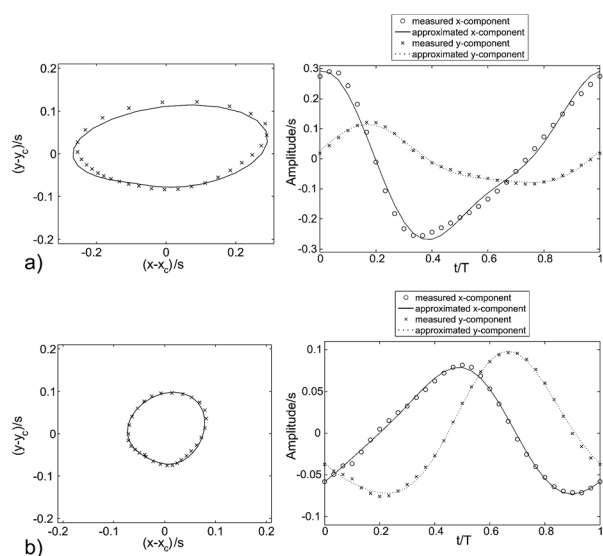 0.2
0.1
0
-0.1
-0.2
(y-y_c)/s
-0.2 0 0.2
(x-x_c)/s
a)
measured x-component
approximated x-component
measured y-component
approximated y-component
0.3
0.2
0.1
0
-0.1
-0.2
-0.3
Amplitude/s
0 0.2 0.4 0.6 0.8 1
t/T
0.2
0.1
0
-0.1
-0.2
(y-y_c)/s
-0.2 -0.1 0 0.1 0.2
(x-x_c)/s
b)
measured x-component
approximated x-component
measured y-component
approximated y-component
0.1
0.05
0
-0.05
-0.1
Amplitude/s
0 0.2 0.4 0.6 0.8 1
t/T